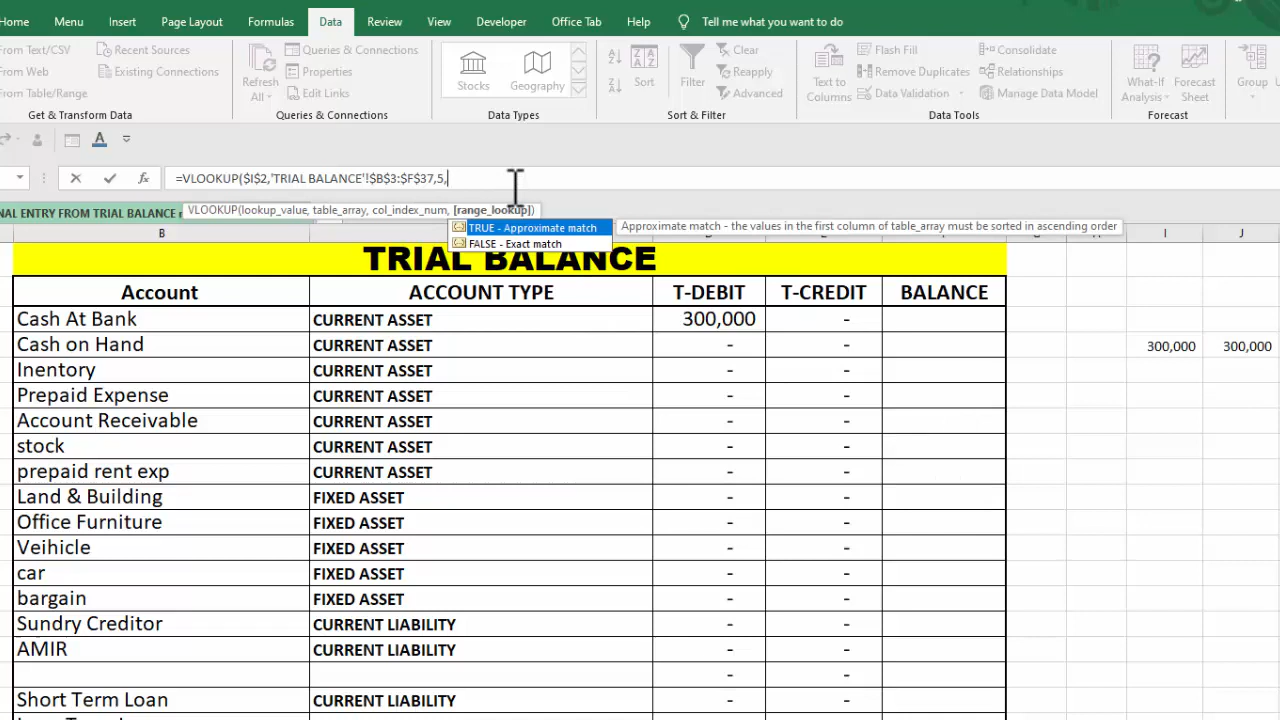 Home Menu Insert Page Layout Formulas Data Review View Developer Office Tab Help Tell me what you want to do
From Text/CSV Recent Sources Queries & Connections Clear Flash Fill Consolidate
From Web Existing Connections Refresh All Properties Stocks Geography Sort Filter Reapply Text to Columns Remove Duplicates Relationships What-If Analysis Forecast Sheet Group
From Table/Range Edit Links Advanced Data Validation Manage Data Model
Get & Transform Data Queries & Connections Data Types Sort & Filter Data Tools Forecast
=VLOOKUP($I$2,'TRIAL BALANCE'!$B$3:$F$37,5,
NAL ENTRY FROM TRIAL BALANCE VLOOKUP(lookup_value, table_array, col_index_num, [range_lookup])
TRUE - Approximate match Approximate match - the values in the first column of table_array must be sorted in ascending order
B I J
FALSE - Exact match
TRIAL BALANCE
Account ACCOUNT TYPE T-DEBIT T-CREDIT BALANCE
Cash At Bank CURRENT ASSET 300,000 -
Cash on Hand CURRENT ASSET - - 300,000 300,000
Inentory CURRENT ASSET - -
Prepaid Expense CURRENT ASSET - -
Account Receivable CURRENT ASSET - -
stock CURRENT ASSET - -
prepaid rent exp CURRENT ASSET - -
Land & Building FIXED ASSET - -
Office Furniture FIXED ASSET - -
Veihicle FIXED ASSET - -
car FIXED ASSET - -
bargain FIXED ASSET - -
Sundry Creditor CURRENT LIABILITY - -
AMIR CURRENT LIABILITY - -
- -
Short Term Loan CURRENT LIABILITY - -